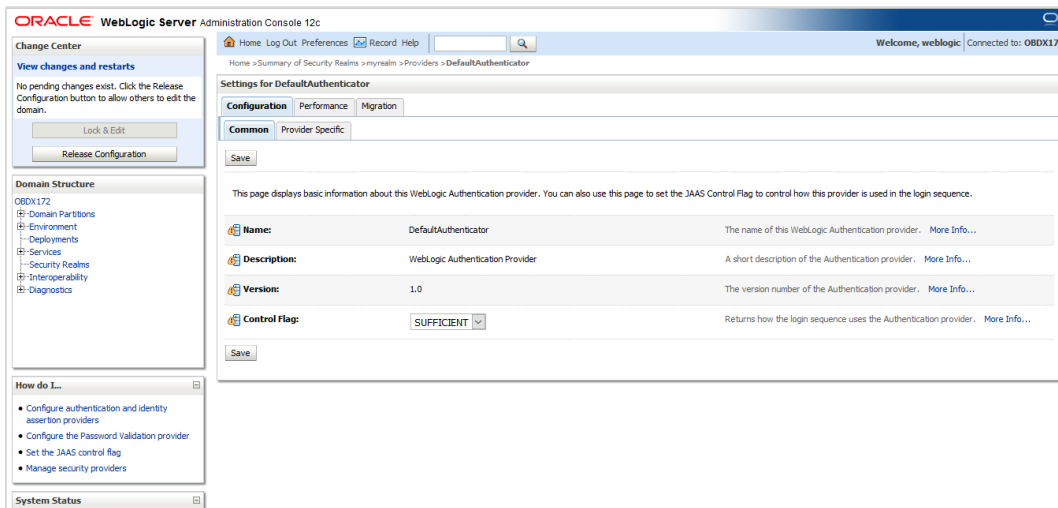 ORACLE WebLogic Server Administration Console 12c
Change Center
View changes and restarts
No pending changes exist. Click the Release
Configuration button to allow others to edit the
domain.
Lock & Edit
Release Configuration
Domain Structure
OBDX172
Domain Partitions
Environment
Deployments
Services
Security Realms
Interoperability
Diagnostics
How do I...
Configure authentication and identity
assertion providers
Configure the Password Validation provider
Set the JAAS control flag
Manage security providers
System Status
Home Log Out Preferences Record Help
Welcome, weblogic Connected to: OBDX17
Home >Summary of Security Realms >myrealm >Providers >DefaultAuthenticator
Settings for DefaultAuthenticator
Configuration Performance Migration
Common Provider Specific
Save
This page displays basic information about this WebLogic Authentication provider. You can also use this page to set the JAAS Control Flag to control how this provider is used in the login sequence.
Name: DefaultAuthenticator The name of this WebLogic Authentication provider. More Info...
Description: WebLogic Authentication Provider A short description of the Authentication provider. More Info...
Version: 1.0 The version number of the Authentication provider. More Info...
Control Flag: SUFFICIENT Returns how the login sequence uses the Authentication provider. More Info...
Save